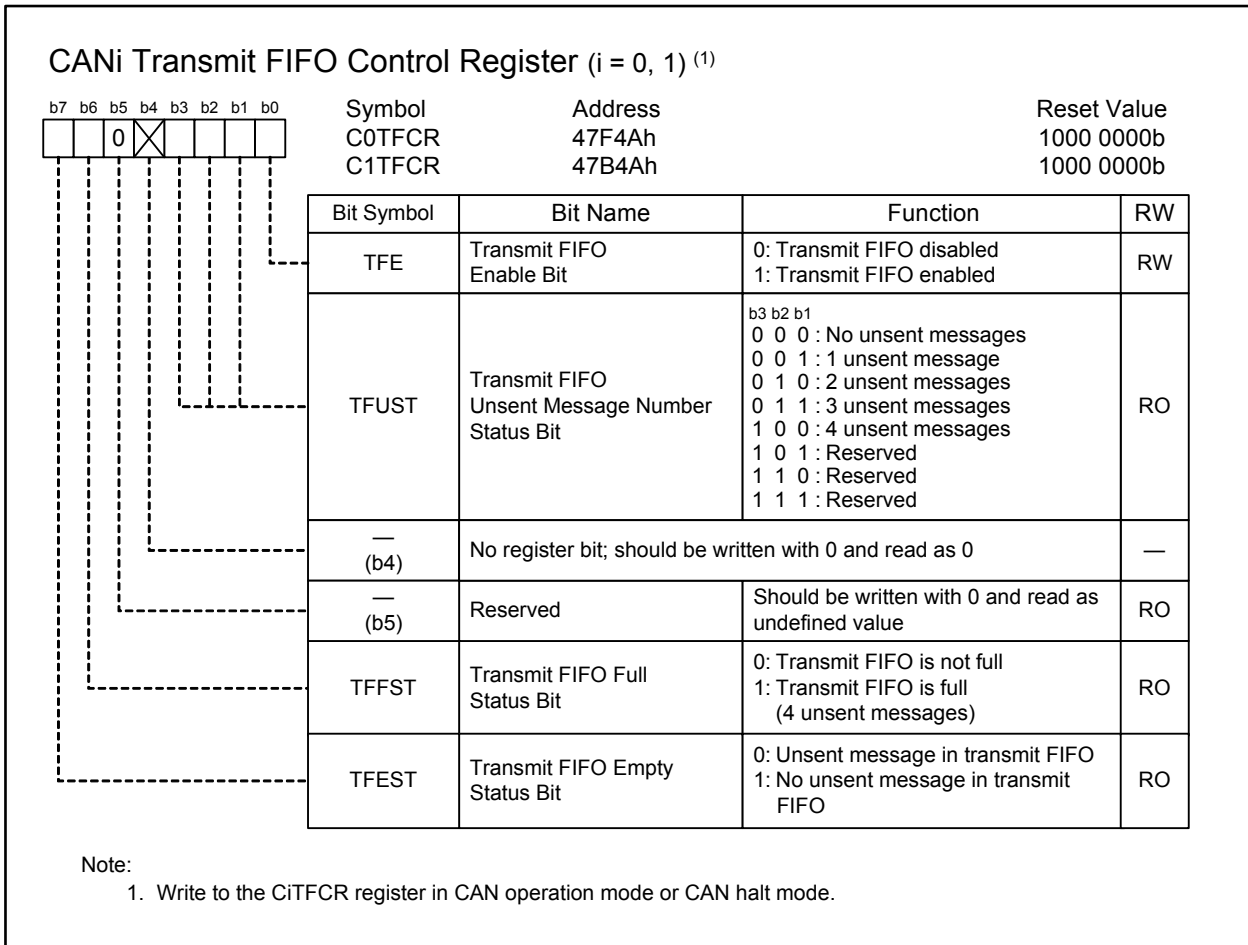 CANi Transmit FIFO Control Register (i = 0, 1) (1)
b7 b6 b5 b4 b3 b2 b1 b0
0
Symbol Address Reset Value
C0TFCR 47F4Ah 1000 0000b
C1TFCR 47B4Ah 1000 0000b
Bit Symbol Bit Name Function RW
TFE
Transmit FIFO
Enable Bit
0: Transmit FIFO disabled
1: Transmit FIFO enabled
RW
TFUST
Transmit FIFO
Unsent Message Number
Status Bit
b3 b2 b1
0 0 0 : No unsent messages
0 0 1 : 1 unsent message
0 1 0 : 2 unsent messages
0 1 1 : 3 unsent messages
1 0 0 : 4 unsent messages
1 0 1 : Reserved
1 1 0 : Reserved
1 1 1 : Reserved
RO
—
(b4)
No register bit; should be written with 0 and read as 0
—
—
(b5)
Reserved
Should be written with 0 and read as
undefined value
RO
TFFST
Transmit FIFO Full
Status Bit
0: Transmit FIFO is not full
1: Transmit FIFO is full
(4 unsent messages)
RO
TFEST
Transmit FIFO Empty
Status Bit
0: Unsent message in transmit FIFO
1: No unsent message in transmit
FIFO
RO
Note:
1. Write to the CiTFCR register in CAN operation mode or CAN halt mode.